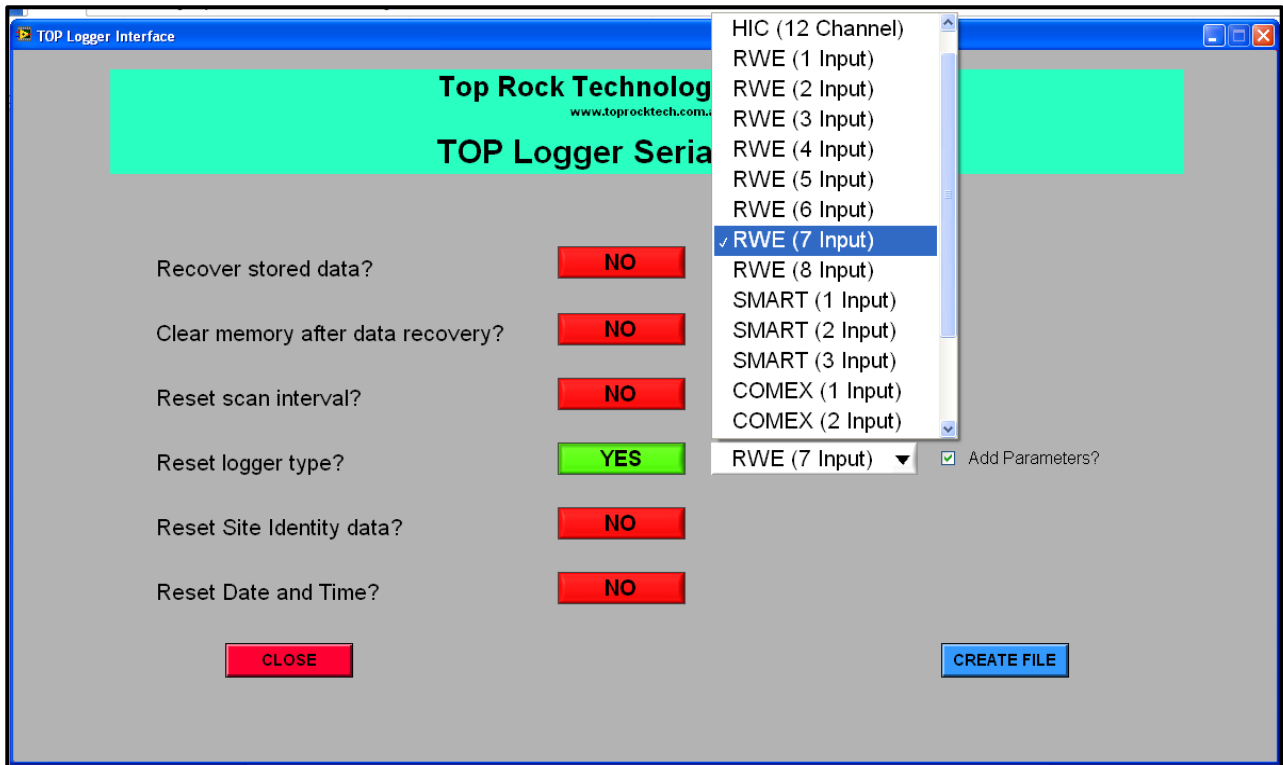 TOP Logger Interface
Top Rock Technolog
www.toprocktech.com.
TOP Logger Seria
HIC (12 Channel)
RWE (1 Input)
RWE (2 Input)
RWE (3 Input)
RWE (4 Input)
RWE (5 Input)
RWE (6 Input)
✓ RWE (7 Input)
RWE (8 Input)
SMART (1 Input)
SMART (2 Input)
SMART (3 Input)
COMEX (1 Input)
COMEX (2 Input)
Recover stored data? NO
Clear memory after data recovery? NO
Reset scan interval? NO
Reset logger type? YES RWE (7 Input) Add Parameters?
Reset Site Identity data? NO
Reset Date and Time? NO
CLOSE CREATE FILE